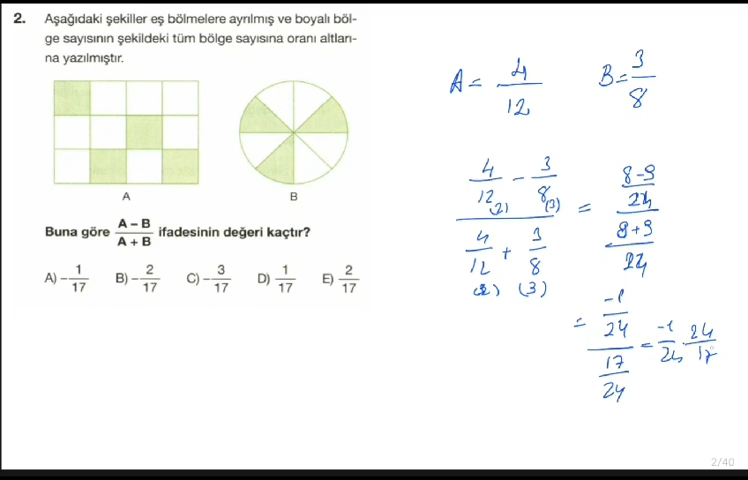 2. Aşağıdaki şekiller eş bölmelere ayrılmış ve boyalı böl-
ge sayısının şekildeki tüm bölge sayısına oranı altları-
na yazılmıştır.
A
B
Buna göre (A – B)/(A + B) ifadesinin değeri kaçtır?
A) –1/17 B) –2/17 C) –3/17 D) 1/17 E) 2/17
A = 4/12 B = 3/8
4/12 (2) – 3/8 (3)
4/12 (2) + 3/8 (3)
= (8-9)/24
(8+9)/24
= -1/24
17/24
= -1/24 24/17
2/40